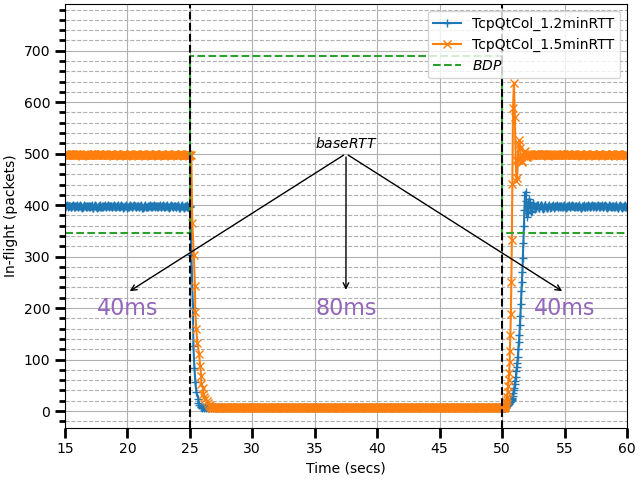 TcpQtCol_1.2minRTT
TcpQtCol_1.5minRTT
BDP
700
600
500
400
300
200
100
0
In-flight (packets)
baseRTT
40ms 80ms 40ms
15 20 25 30 35 40 45 50 55 60
Time (secs)